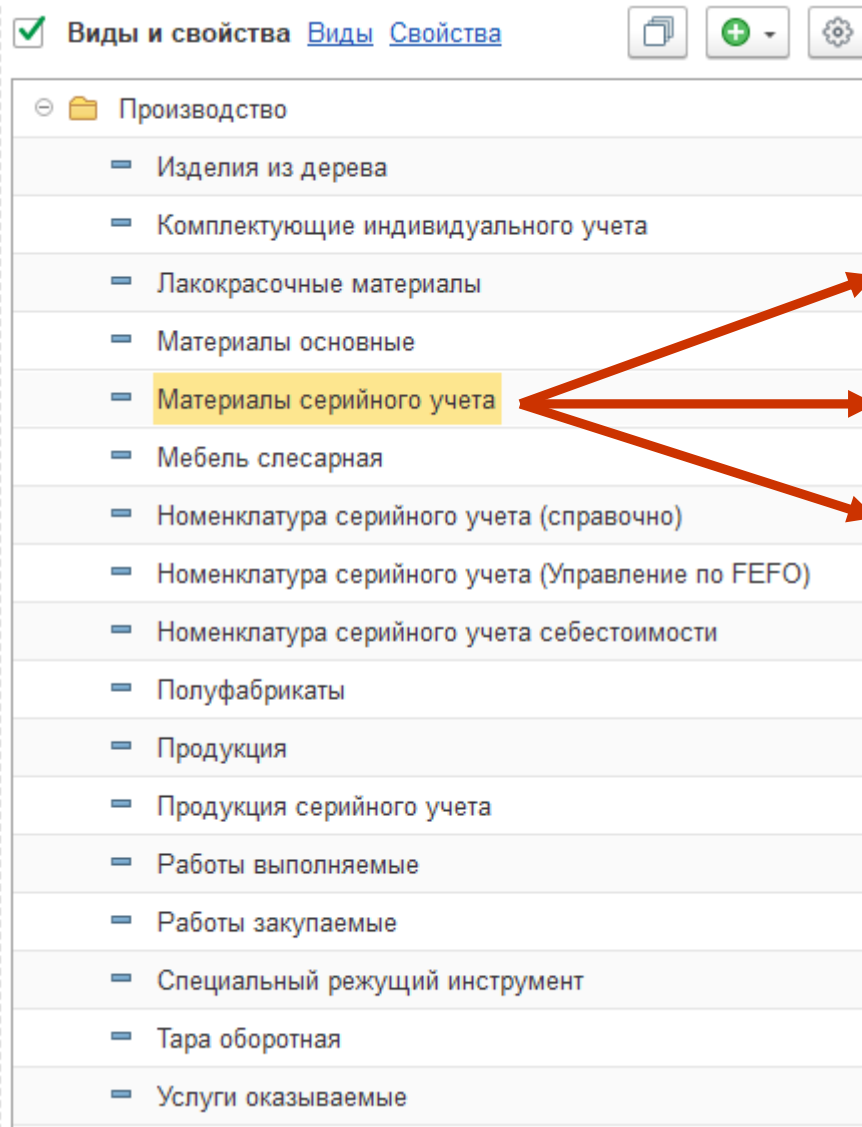 Виды и свойства Виды Свойства
Производство
Изделия из дерева
Комплектующие индивидуального учета
Лакокрасочные материалы
Материалы основные
Материалы серийного учета
Мебель слесарная
Номенклатура серийного учета (справочно)
Номенклатура серийного учета (Управление по FEFO)
Номенклатура серийного учета себестоимости
Полуфабрикаты
Продукция
Продукция серийного учета
Работы выполняемые
Работы закупаемые
Специальный режущий инструмент
Тара оборотная
Услуги оказываемые